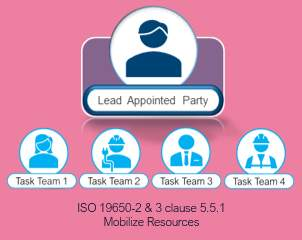 Lead Appointed Party
Task Team 1
Task Team 2
Task Team 3
Task Team 4
ISO 19650-2 & 3 clause 5.5.1
Mobilize Resources